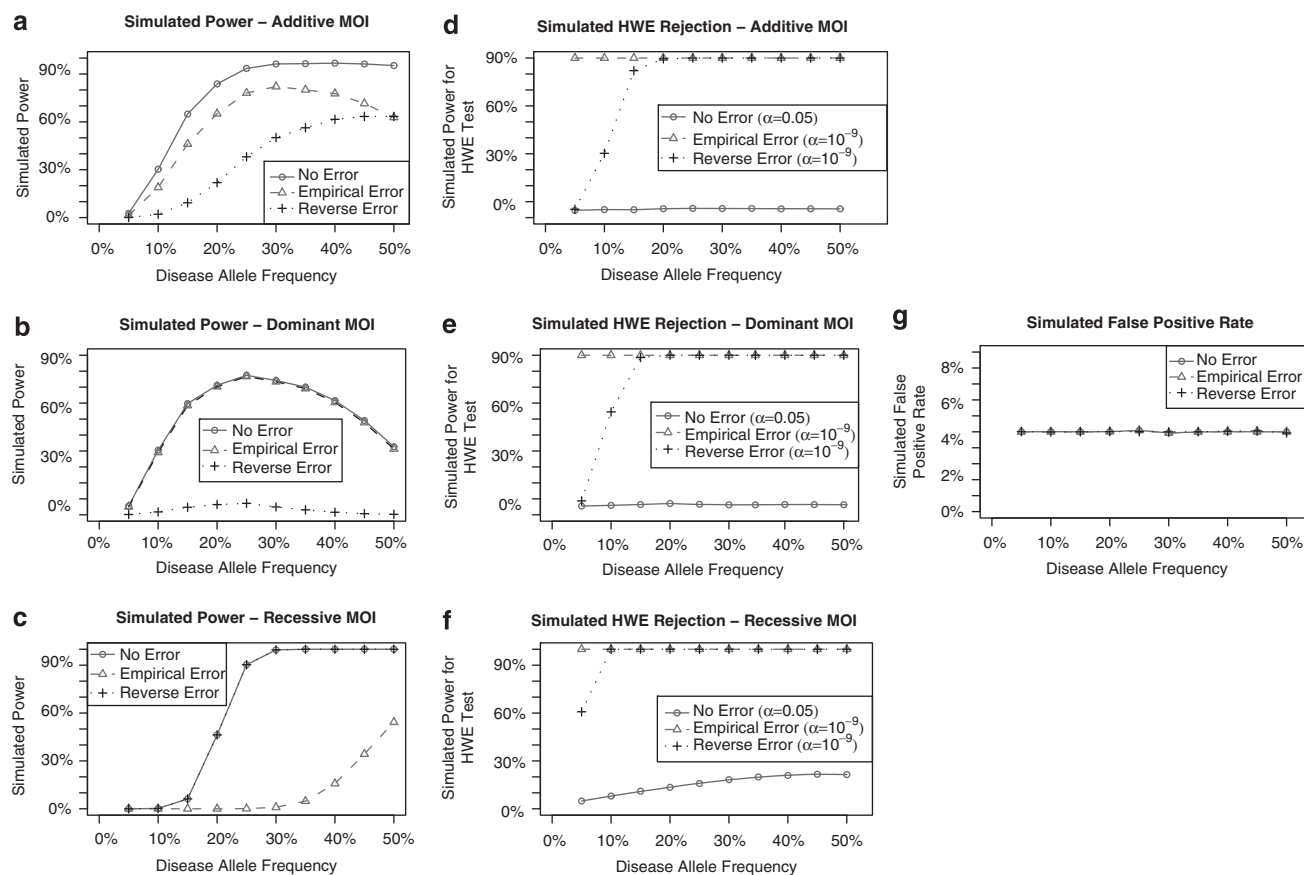 a
Simulated Power – Additive MOI
90%
60%
30%
0%
Simulated Power
No Error
Empirical Error
Reverse Error
0% 10% 20% 30% 40% 50%
Disease Allele Frequency
d
Simulated HWE Rejection – Additive MOI
90%
60%
30%
0%
Simulated Power for
HWE Test
No Error (α=0.05)
Empirical Error (α=10⁻⁹)
Reverse Error (α=10⁻⁹)
0% 10% 20% 30% 40% 50%
Disease Allele Frequency
b
Simulated Power – Dominant MOI
90%
60%
30%
0%
Simulated Power
No Error
Empirical Error
Reverse Error
0% 10% 20% 30% 40% 50%
Disease Allele Frequency
e
Simulated HWE Rejection – Dominant MOI
90%
60%
30%
0%
Simulated Power for
HWE Test
No Error (α=0.05)
Empirical Error (α=10⁻⁹)
Reverse Error (α=10⁻⁹)
0% 10% 20% 30% 40% 50%
Disease Allele Frequency
g
Simulated False Positive Rate
8%
6%
4%
2%
0%
Simulated False
Positive Rate
No Error
Empirical Error
Reverse Error
0% 10% 20% 30% 40% 50%
Disease Allele Frequency
c
Simulated Power – Recessive MOI
90%
60%
30%
0%
Simulated Power
No Error
Empirical Error
Reverse Error
0% 10% 20% 30% 40% 50%
Disease Allele Frequency
f
Simulated HWE Rejection – Recessive MOI
90%
60%
30%
0%
Simulated Power for
HWE Test
No Error (α=0.05)
Empirical Error (α=10⁻⁹)
Reverse Error (α=10⁻⁹)
0% 10% 20% 30% 40% 50%
Disease Allele Frequency